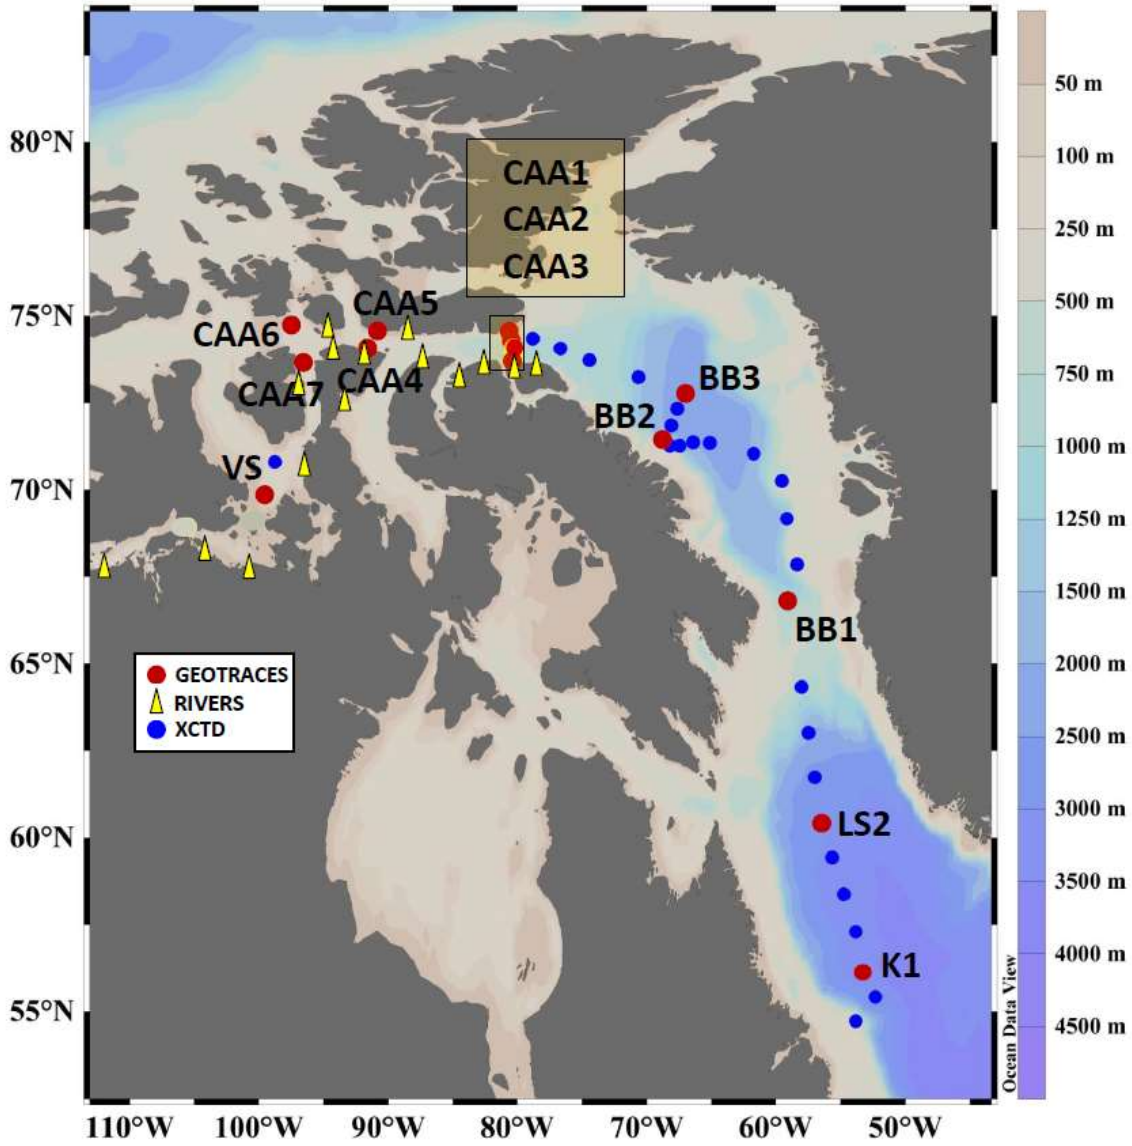 80°N
75°N
70°N
65°N
60°N
55°N
CAA1
CAA2
CAA3
CAA5
CAA6
CAA7
CAA4
BB3
BB2
VS
BB1
GEOTRACES
RIVERS
XCTD
LS2
K1
110°W
100°W
80°W
70°W
60°W
50°W
50 m
100 m
250 m
500 m
750 m
1000 m
1250 m
1500 m
2000 m
2500 m
3000 m
3500 m
4000 m
4500 m
Ocean Data View